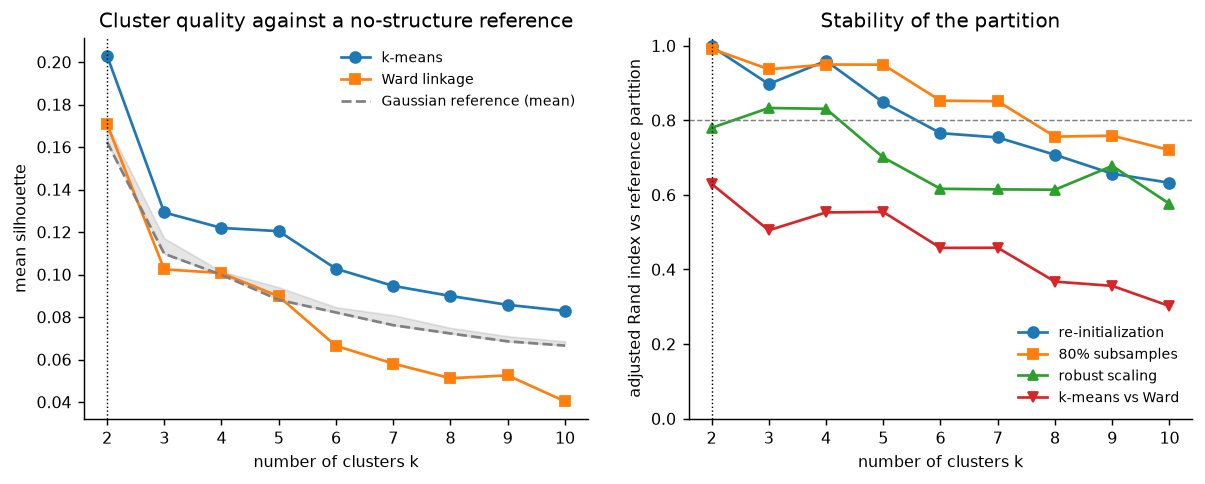 Cluster quality against a no-structure reference
mean silhouette
0.20
0.18
0.16
0.14
0.12
0.10
0.08
0.06
0.04
k-means
Ward linkage
Gaussian reference (mean)
2 3 4 5 6 7 8 9 10
number of clusters k
Stability of the partition
adjusted Rand index vs reference partition
1.0
0.8
0.6
0.4
0.2
0.0
re-initialization
80% subsamples
robust scaling
k-means vs Ward
2 3 4 5 6 7 8 9 10
number of clusters k